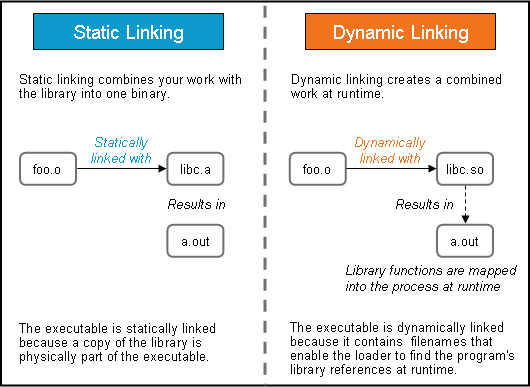 Static Linking
Static linking combines your work with
the library into one binary.
Statically
linked with
foo.o
libc.a
Results in
a.out
The executable is statically linked
because a copy of the library is
physically part of the executable.
Dynamic Linking
Dynamic linking creates a combined
work at runtime.
Dynamically
linked with
foo.o
libc.so
Results in
a.out
Library functions are mapped
into the process at runtime
The executable is dynamically linked
because it contains filenames that
enable the loader to find the program's
library references at runtime.